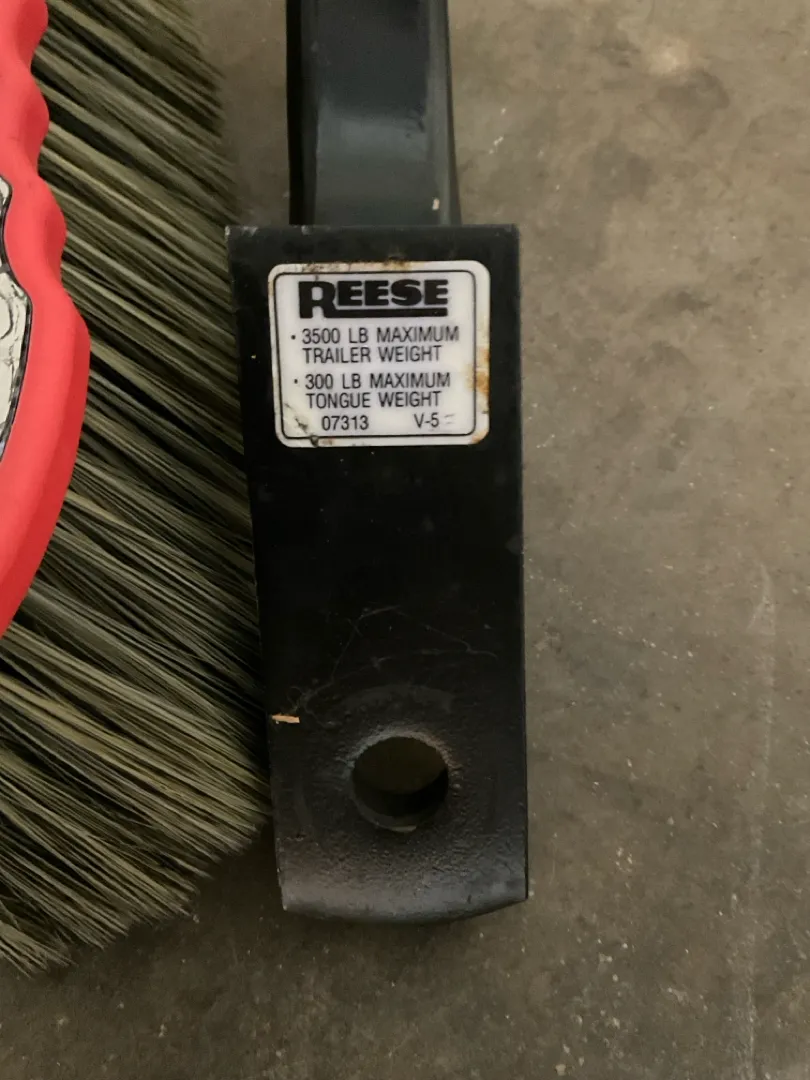 REESE
· 3500 LB MAXIMUM
TRAILER WEIGHT
· 300 LB MAXIMUM
TONGUE WEIGHT
07313 V-5